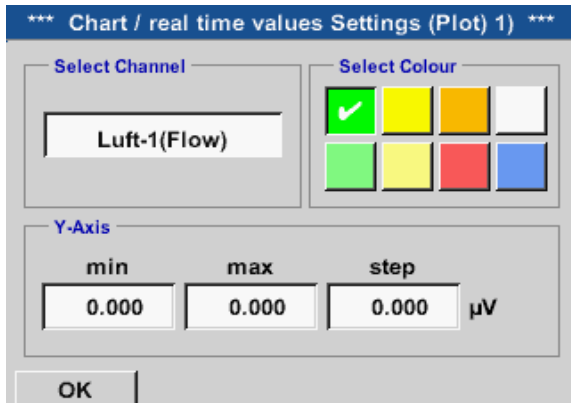 *** Chart / real time values Settings (Plot) 1) ***
Select Channel
Select Colour
Luft-1(Flow)
Y-Axis
min max step
0.000 0.000 0.000 µV
OK